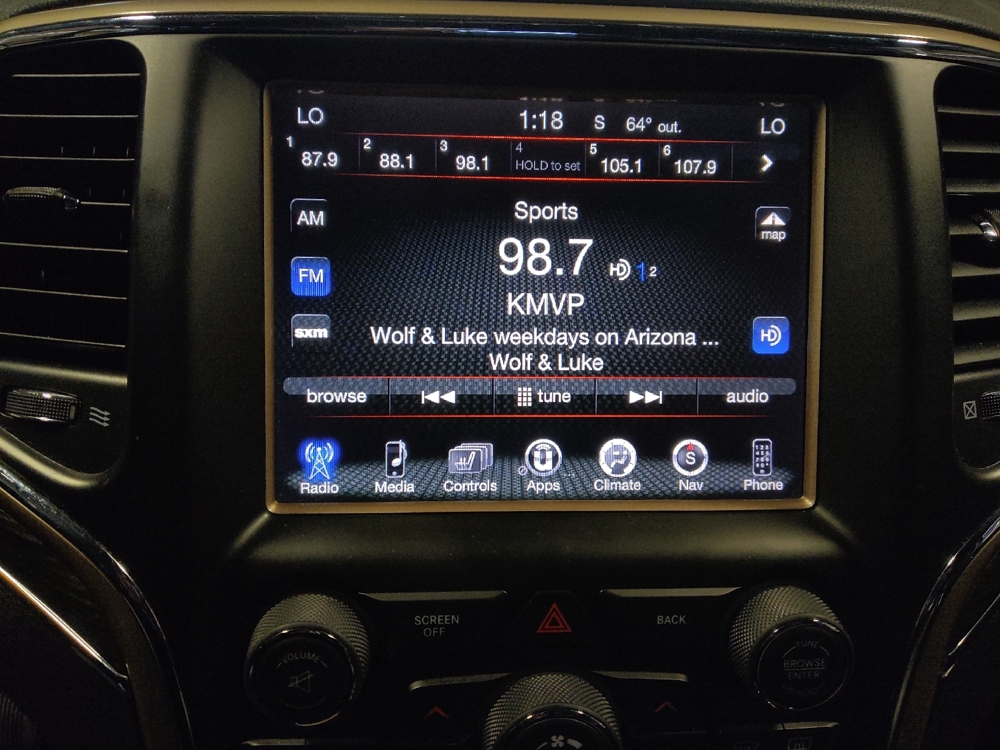 LO 1:18 S 64° out. LO
1 87.9 2 88.1 3 98.1 4 HOLD to set 5 105.1 6 107.9
AM
Sports
map
98.7 HD 1 2
FM
KMVP
sxm
Wolf & Luke weekdays on Arizona ...
HD
Wolf & Luke
browse tune audio
Radio Media Controls Apps S Climate Nav Phone
SCREEN
OFF
BACK
VOLUME
TUNE
BROWSE
ENTER